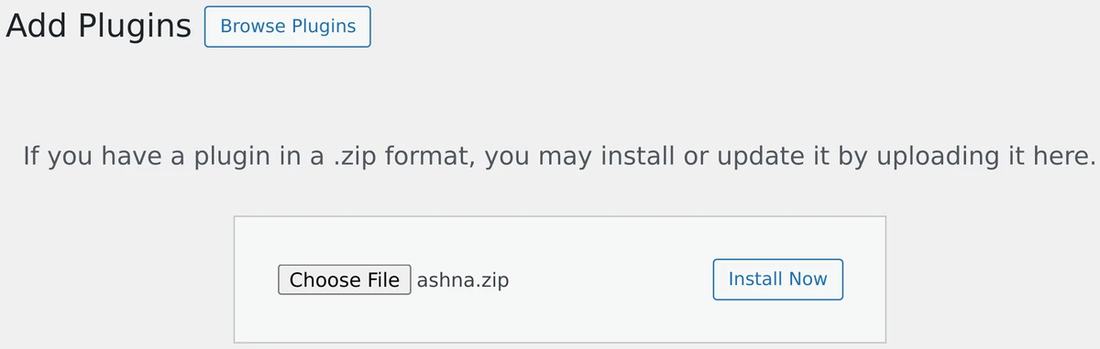 Add Plugins Browse Plugins
If you have a plugin in a .zip format, you may install or update it by uploading it here.
Choose File ashna.zip Install Now